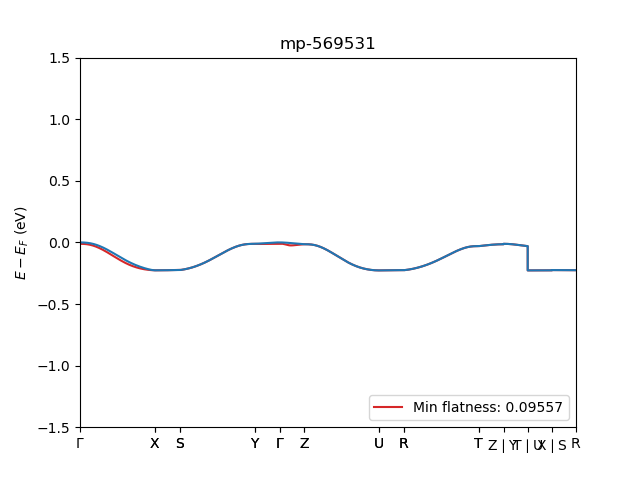 mp-569531
1.5
1.0
0.5
0.0
−0.5
−1.0
−1.5
E − E_F (eV)
Min flatness: 0.09557
Γ X S Y Γ Z U R T Z | Y T | U X | S R